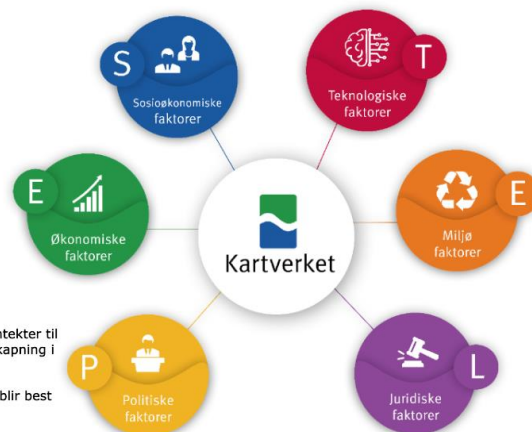 S
Sosioøkonomiske
faktorer
T
Teknologiske
faktorer
E
Økonomiske
faktorer
Kartverket
E
Miljø
faktorer
ntekter til
kapning i
blir best
P
Politiske
faktorer
L
Juridiske
faktorer